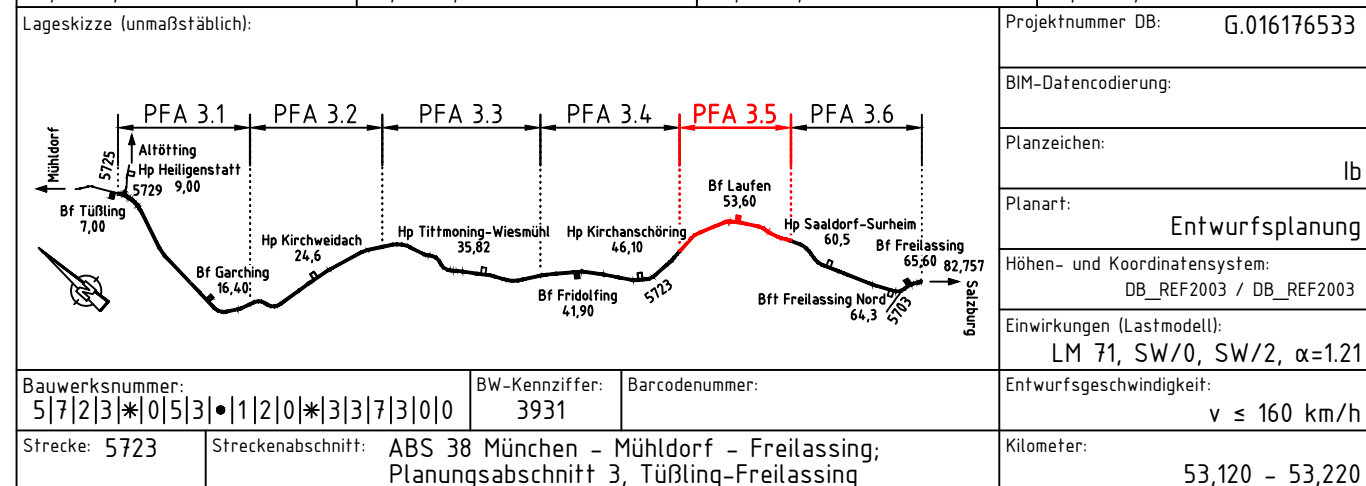 Lageskizze (unmaßstäblich):
PFA 3.1
PFA 3.2
PFA 3.3
PFA 3.4
PFA 3.5
PFA 3.6
Mühldorf
5725
Altötting
Hp Heiligenstatt
9,00
5729
Bf Tüßling
7,00
Bf Garching
16,40
Hp Kirchweidach
24,6
Hp Tittmoning-Wiesmühl
35,82
Bf Fridolfing
41,90
Hp Kirchanschöring
46,10
5723
Bf Laufen
53,60
Hp Saaldorf-Surheim
60,5
Bft Freilassing Nord
64,3
5703
Bf Freilassing
65,60
82,757
Salzburg
N
Projektnummer DB: G.016176533
BIM-Datencodierung:
Planzeichen:
Ib
Planart:
Entwurfsplanung
Höhen- und Koordinatensystem:
DB_REF2003 / DB_REF2003
Einwirkungen (Lastmodell):
LM 71, SW/0, SW/2, α=1.21
Bauwerksnummer:
5|7|2|3|*|0|5|3|•|1|2|0|*|3|3|7|3|0|0
BW-Kennziffer:
3931
Barcodenummer:
Entwurfsgeschwindigkeit:
v ≤ 160 km/h
Strecke: 5723
Streckenabschnitt: ABS 38 München - Mühldorf - Freilassing;
Planungsabschnitt 3, Tüßling-Freilassing
Kilometer:
53,120 - 53,220